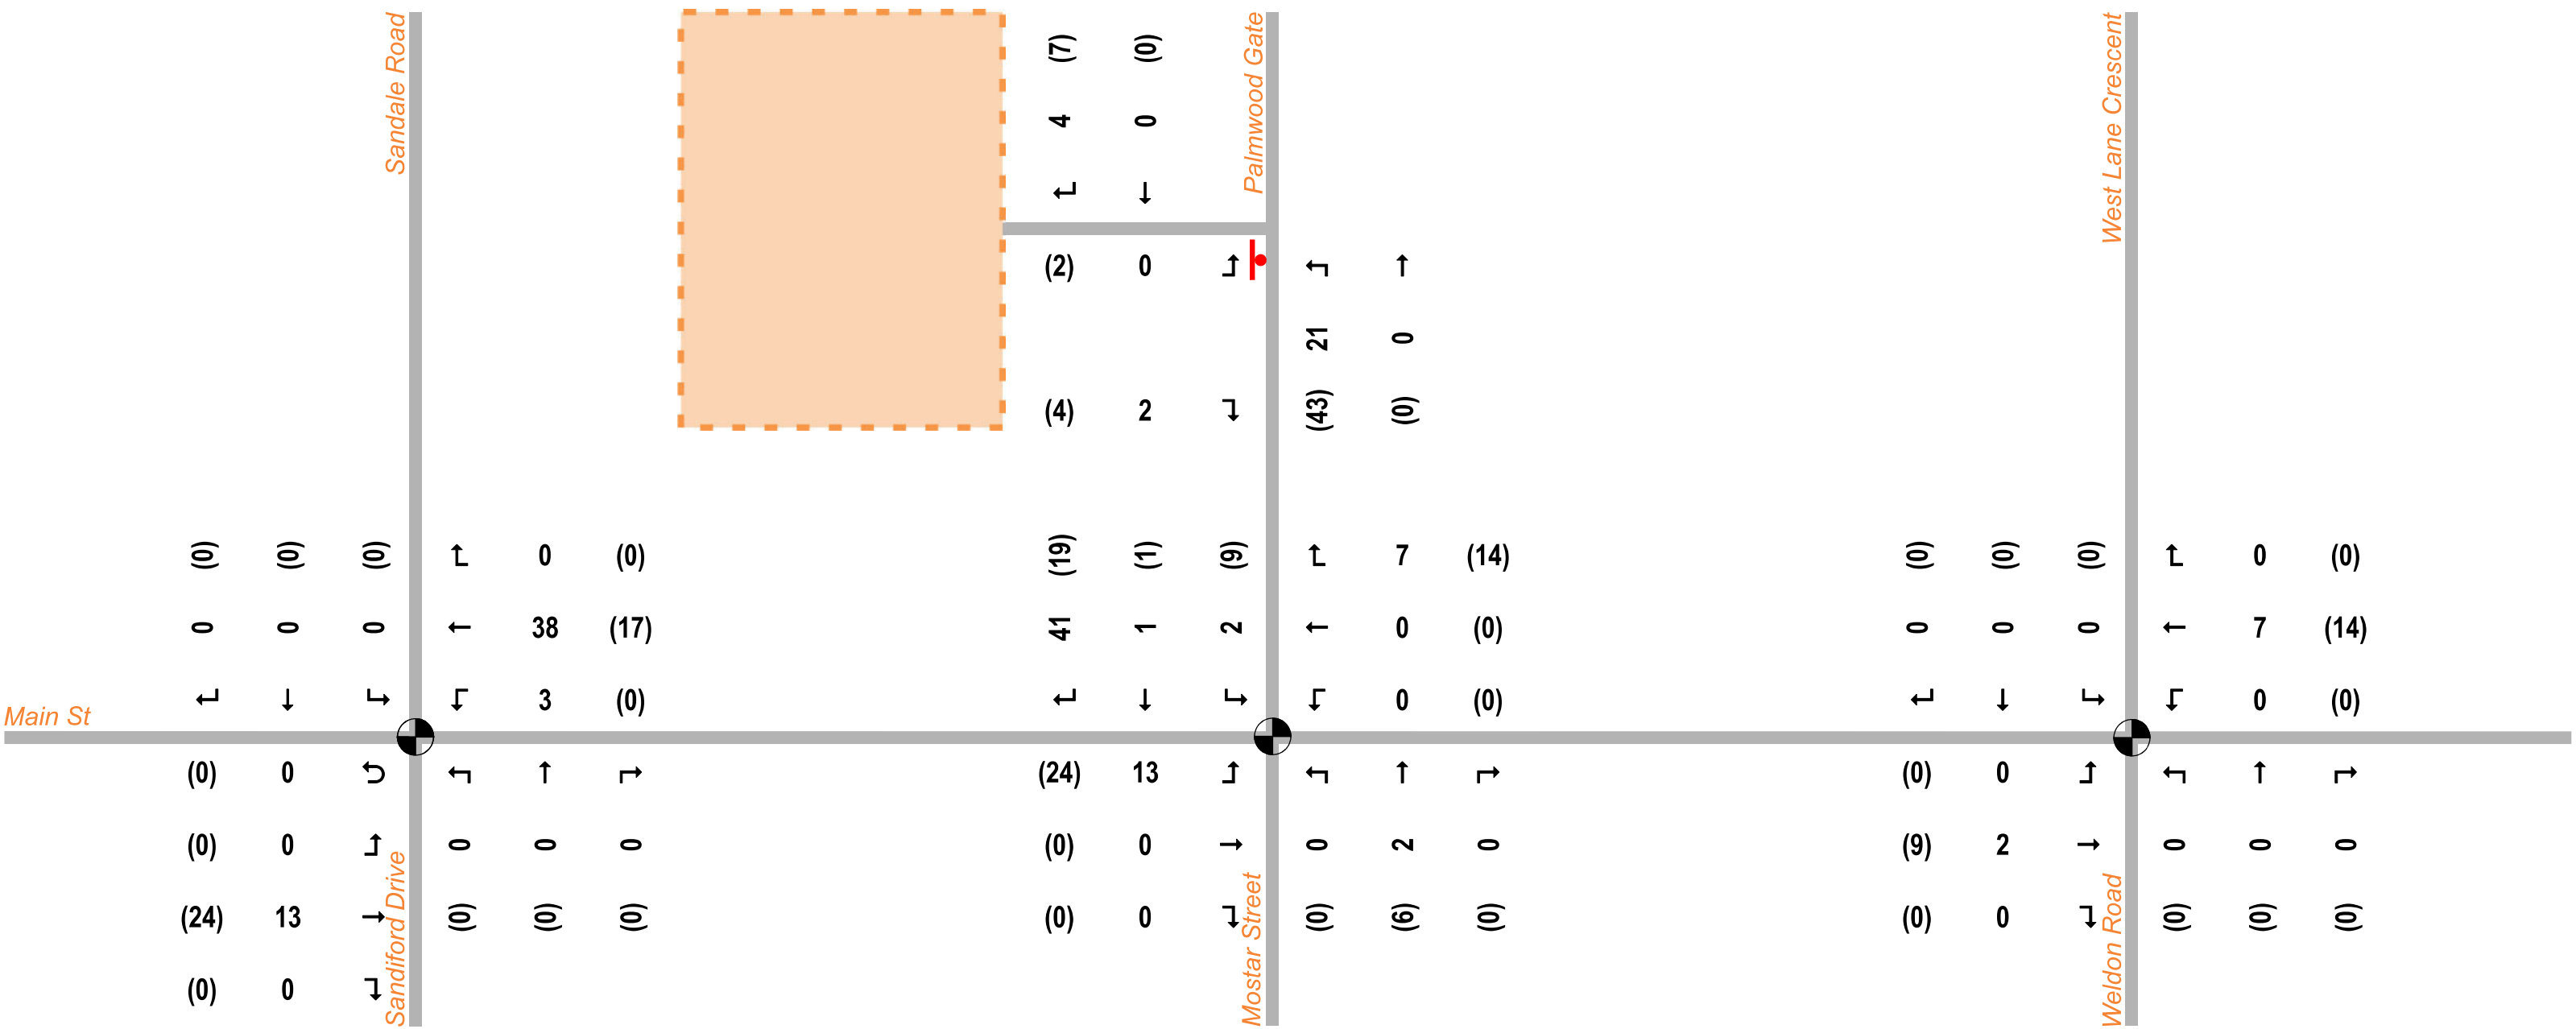 Sandale Road
Palmwood Gate
West Lane Crescent
(7) (0)
4 0
(2) 0
21 0
(4) 2 (43) (0)
(0) (0) (0) 0 (0)
0 0 0 38 (17)
3 (0)
(19) (1) (9) 7 (14)
41 1 2 0 (0)
0 (0)
(0) (0) (0) 0 (0)
0 0 0 7 (14)
0 (0)
Main St
(0) 0
(0) 0 0 0 0
(24) 13 (0) (0) (0)
(0) 0
Sandiford Drive
(24) 13
(0) 0 0 2 0
(0) 0 (0) (6) (0)
Mostar Street
(0) 0
(9) 2 0 0 0
(0) 0 (0) (0) (0)
Weldon Road